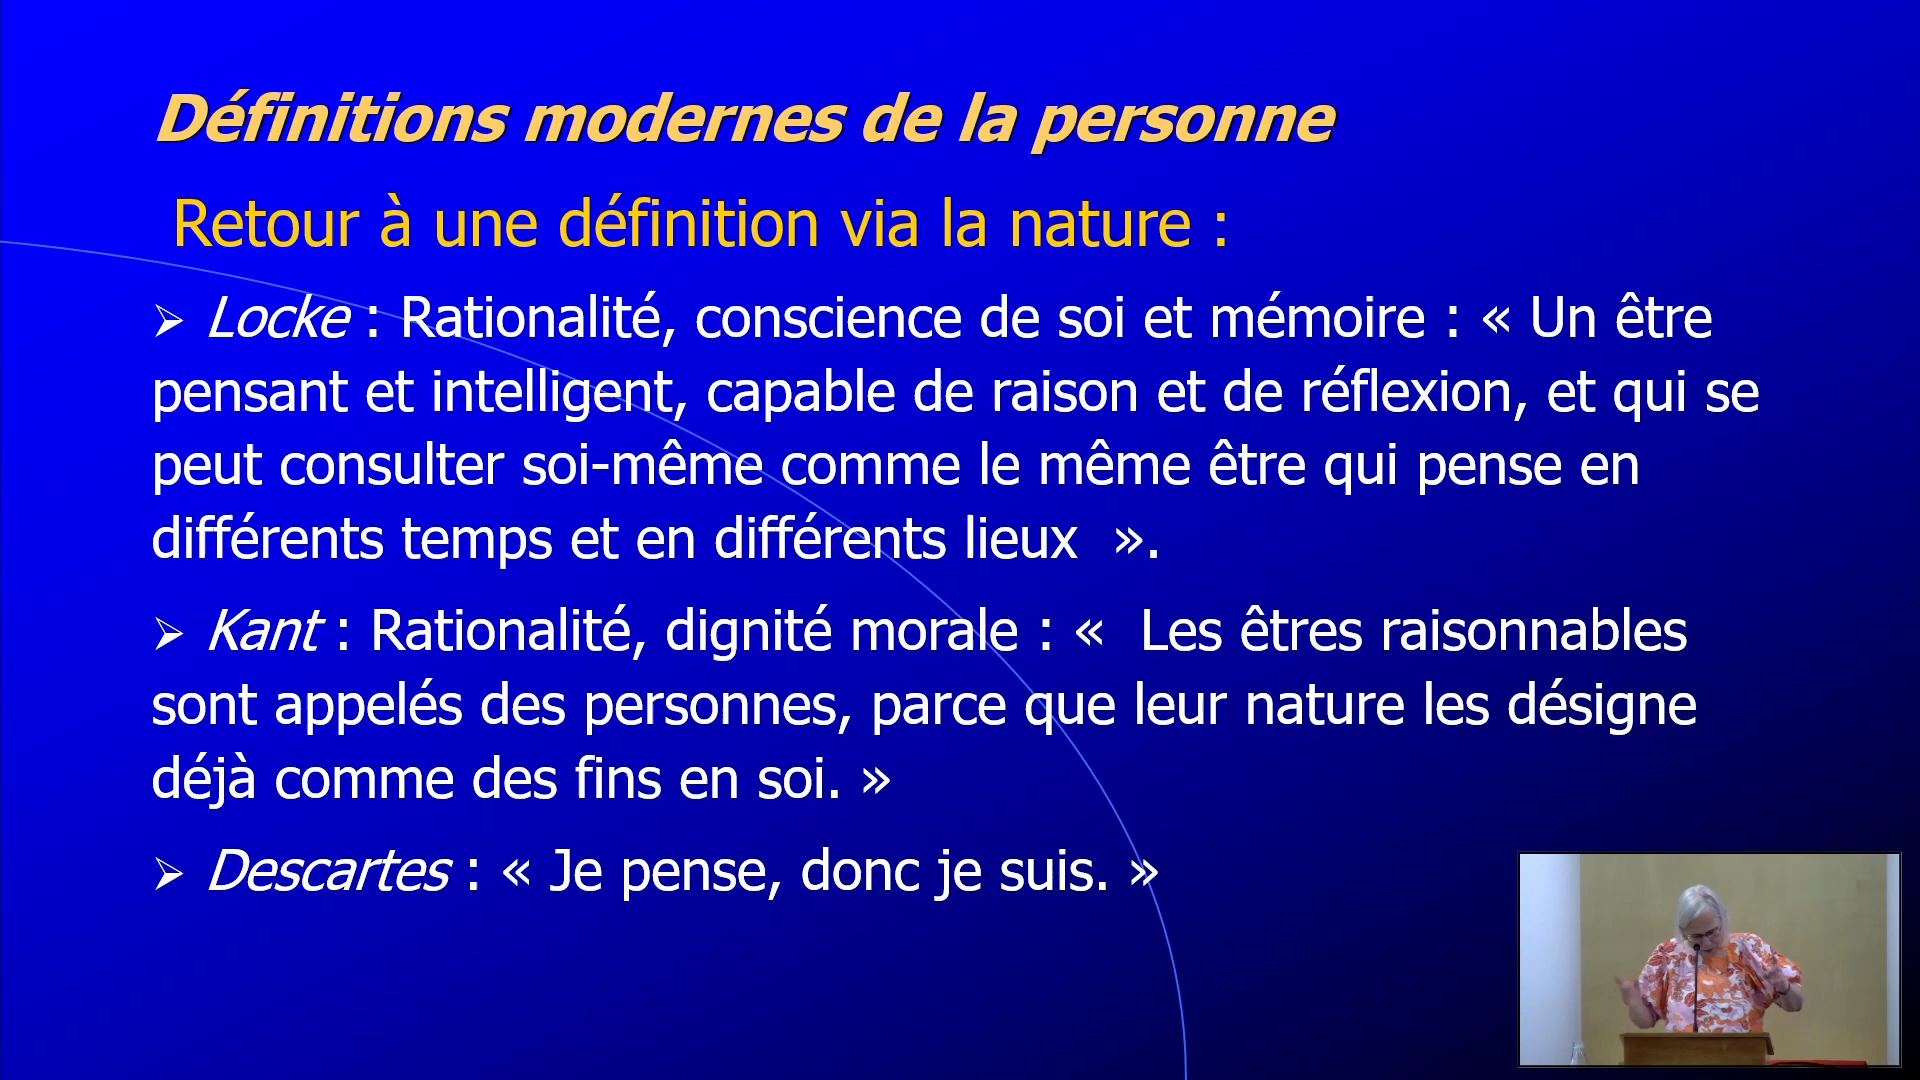 Définitions modernes de la personne
Retour à une définition via la nature :
➢ Locke : Rationalité, conscience de soi et mémoire : « Un être
pensant et intelligent, capable de raison et de réflexion, et qui se
peut consulter soi-même comme le même être qui pense en
différents temps et en différents lieux  ».
➢ Kant : Rationalité, dignité morale : «  Les êtres raisonnables
sont appelés des personnes, parce que leur nature les désigne
déjà comme des fins en soi. »
➢ Descartes : « Je pense, donc je suis. »